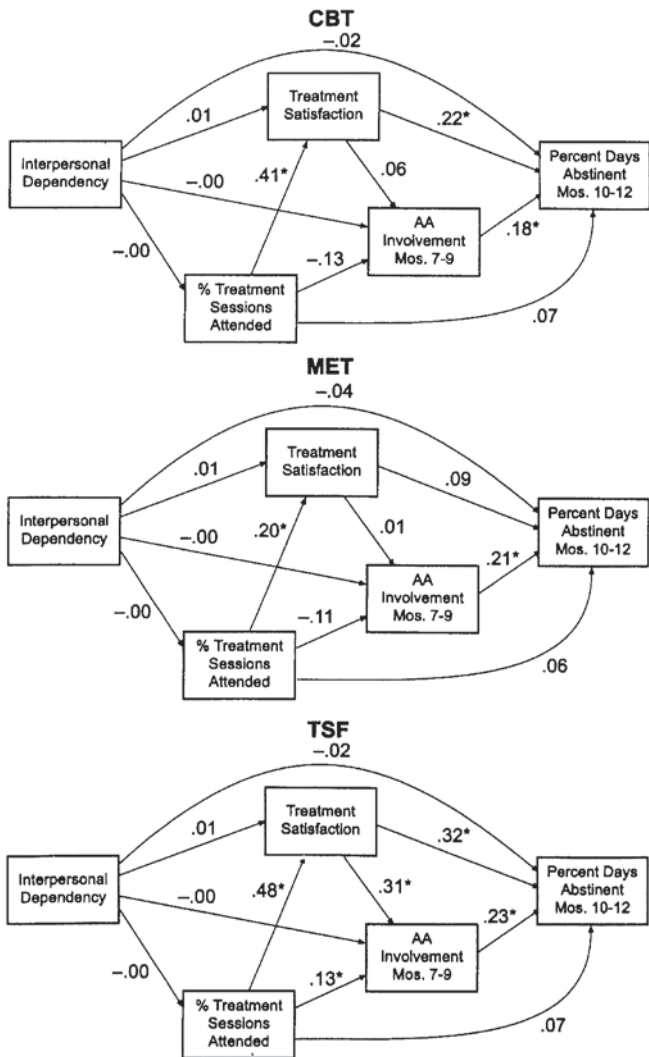 CBT
–.02
Treatment
Satisfaction
.01
.22*
Interpersonal
Dependency
Percent Days
Abstinent
Mos. 10-12
.41*
.06
–.00
AA
Involvement
Mos. 7-9
.18*
–.00
–.13
% Treatment
Sessions
Attended
.07
MET
–.04
Treatment
Satisfaction
.01
.09
Interpersonal
Dependency
Percent Days
Abstinent
Mos. 10-12
.20*
.01
–.00
AA
Involvement
Mos. 7-9
.21*
–.00
–.11
% Treatment
Sessions
Attended
.06
TSF
–.02
Treatment
Satisfaction
.01
.32*
Interpersonal
Dependency
Percent Days
Abstinent
Mos. 10-12
.48*
.31*
–.00
AA
Involvement
Mos. 7-9
.23*
–.00
.13*
% Treatment
Sessions
Attended
.07